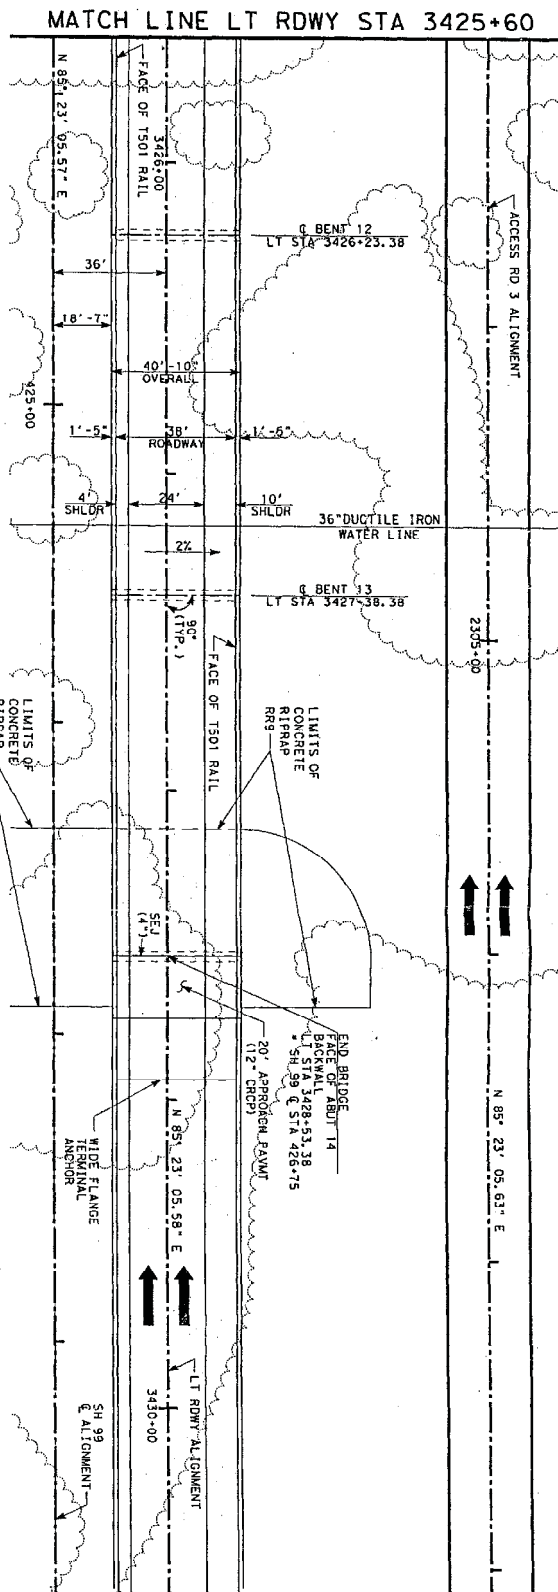 MATCH LINE LT RDWY STA 3425+60
N 85° 23' 05.57" E
FACE OF T501 RAIL
3426+00
ACCESS RD 3 ALIGNMENT
℄ BENT 12
LT STA 3426+23.38
36'
18'-7"
40'-10"
OVERALL
425+00
1'-5"
38'
ROADWAY
1'-5"
4'
SHLDR
24'
10'
SHLDR
36" DUCTILE IRON
WATER LINE
2%
℄ BENT 13
LT STA 3427+38.38
90°
(TYP.)
2305+00
FACE OF T501 RAIL
LIMITS OF
CONCRETE
RIPRAP
RR9
LIMITS OF
CONCRETE
RIPRAP
SEJ
(4")
END BRIDGE
FACE OF ABUT 14
BACKWALL
LT STA 3428+53.38
= SH 99 ℄ STA 426+75
20' APPROACH PAVMT
(12" CRCP)
N 85° 23' 05.63" E
WIDE FLANGE
TERMINAL
ANCHOR
N 85° 23' 05.58" E
LT RDWY ALIGNMENT
3430+00
SH 99
℄ ALIGNMENT